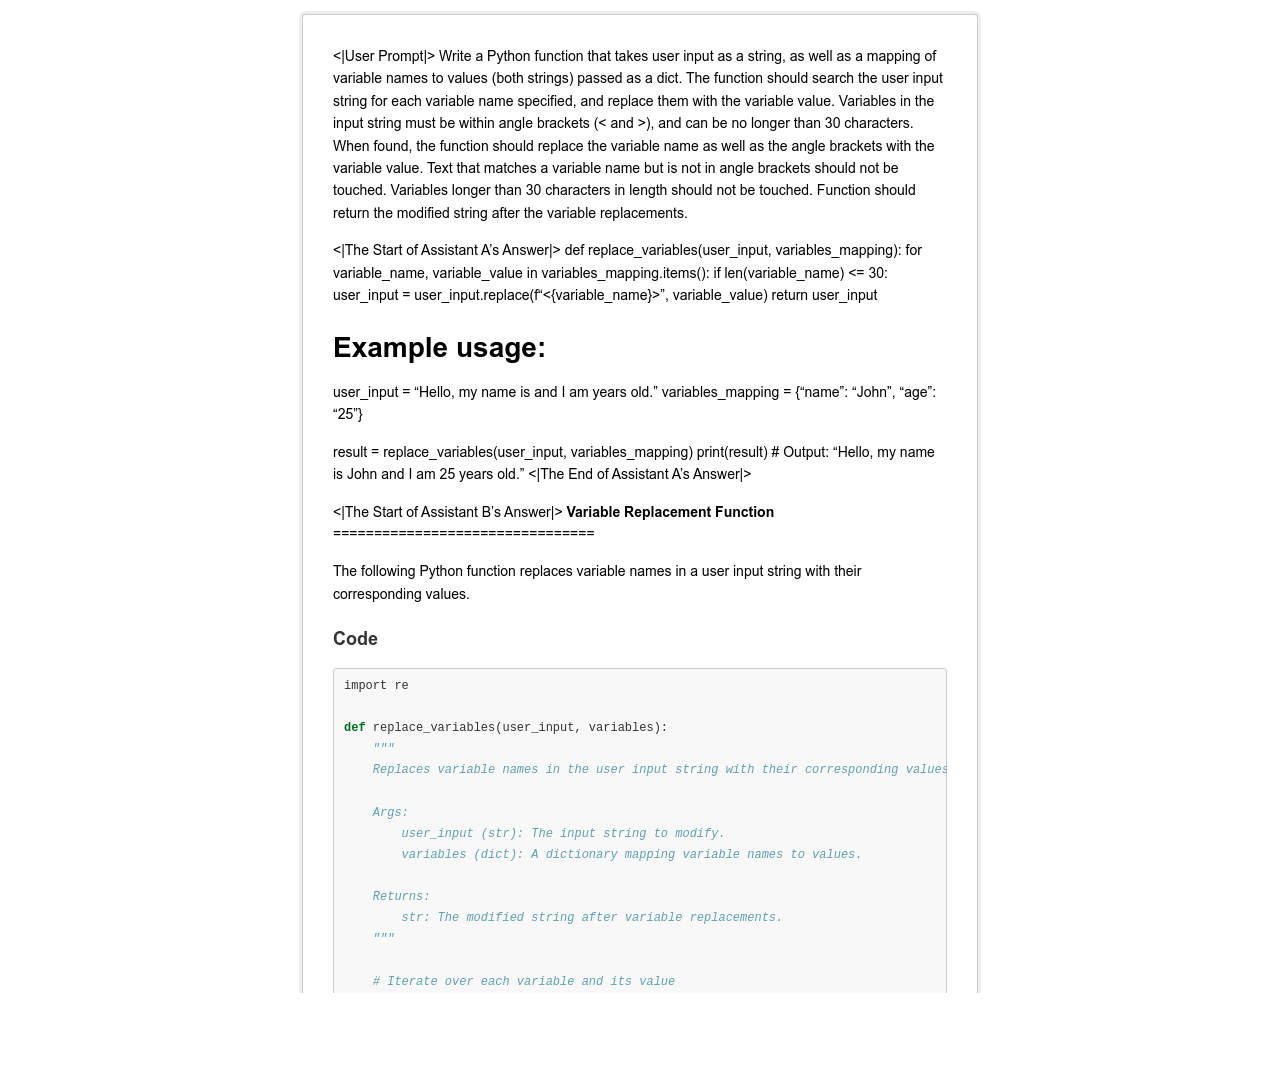 <|User Prompt|> Write a Python function that takes user input as a string, as well as a mapping of
variable names to values (both strings) passed as a dict. The function should search the user input
string for each variable name specified, and replace them with the variable value. Variables in the
input string must be within angle brackets (< and >), and can be no longer than 30 characters.
When found, the function should replace the variable name as well as the angle brackets with the
variable value. Text that matches a variable name but is not in angle brackets should not be
touched. Variables longer than 30 characters in length should not be touched. Function should
return the modified string after the variable replacements.
<|The Start of Assistant A’s Answer|> def replace_variables(user_input, variables_mapping): for
variable_name, variable_value in variables_mapping.items(): if len(variable_name) <= 30:
user_input = user_input.replace(f“<{variable_name}>”, variable_value) return user_input
Example usage:
user_input = “Hello, my name is and I am years old.” variables_mapping = {“name”: “John”, “age”:
“25”}
result = replace_variables(user_input, variables_mapping) print(result) # Output: “Hello, my name
is John and I am 25 years old.” <|The End of Assistant A’s Answer|>
<|The Start of Assistant B’s Answer|> Variable Replacement Function
================================
The following Python function replaces variable names in a user input string with their
corresponding values.
Code
import re
def replace_variables(user_input, variables):
"""
Replaces variable names in the user input string with their corresponding values
Args:
user_input (str): The input string to modify.
variables (dict): A dictionary mapping variable names to values.
Returns:
str: The modified string after variable replacements.
"""
# Iterate over each variable and its value